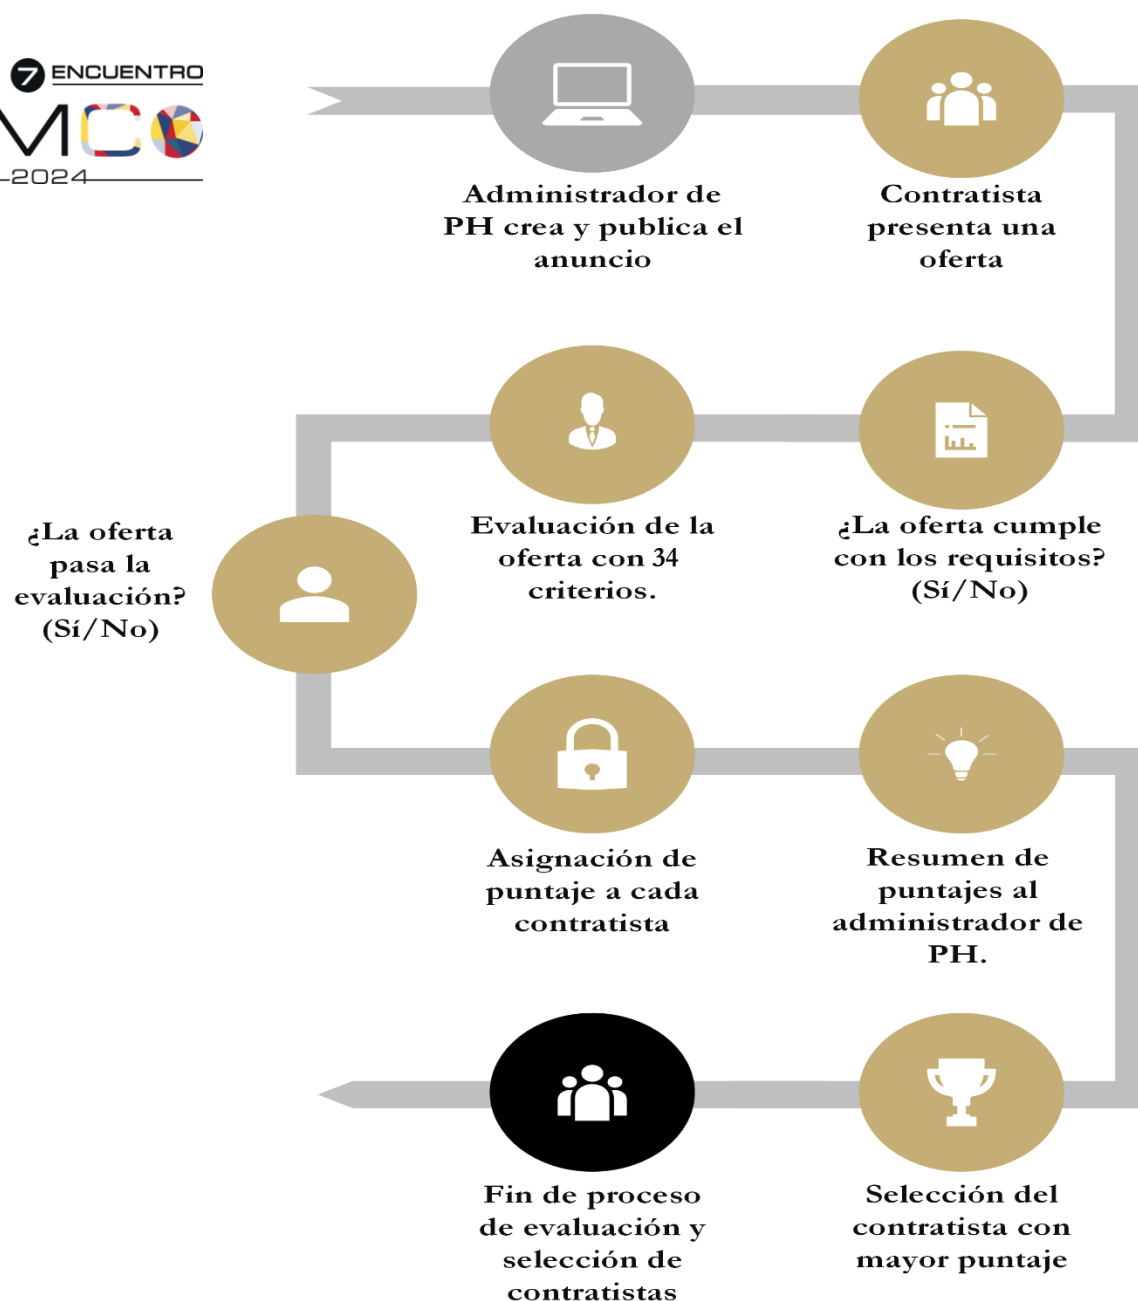 7 ENCUENTRO
MCO
2024
Administrador de
PH crea y publica el
anuncio
Contratista
presenta una
oferta
¿La oferta cumple
con los requisitos?
(Sí/No)
Evaluación de la
oferta con 34
criterios.
¿La oferta
pasa la
evaluación?
(Sí/No)
Asignación de
puntaje a cada
contratista
Resumen de
puntajes al
administrador de
PH.
Selección del
contratista con
mayor puntaje
Fin de proceso
de evaluación y
selección de
contratistas